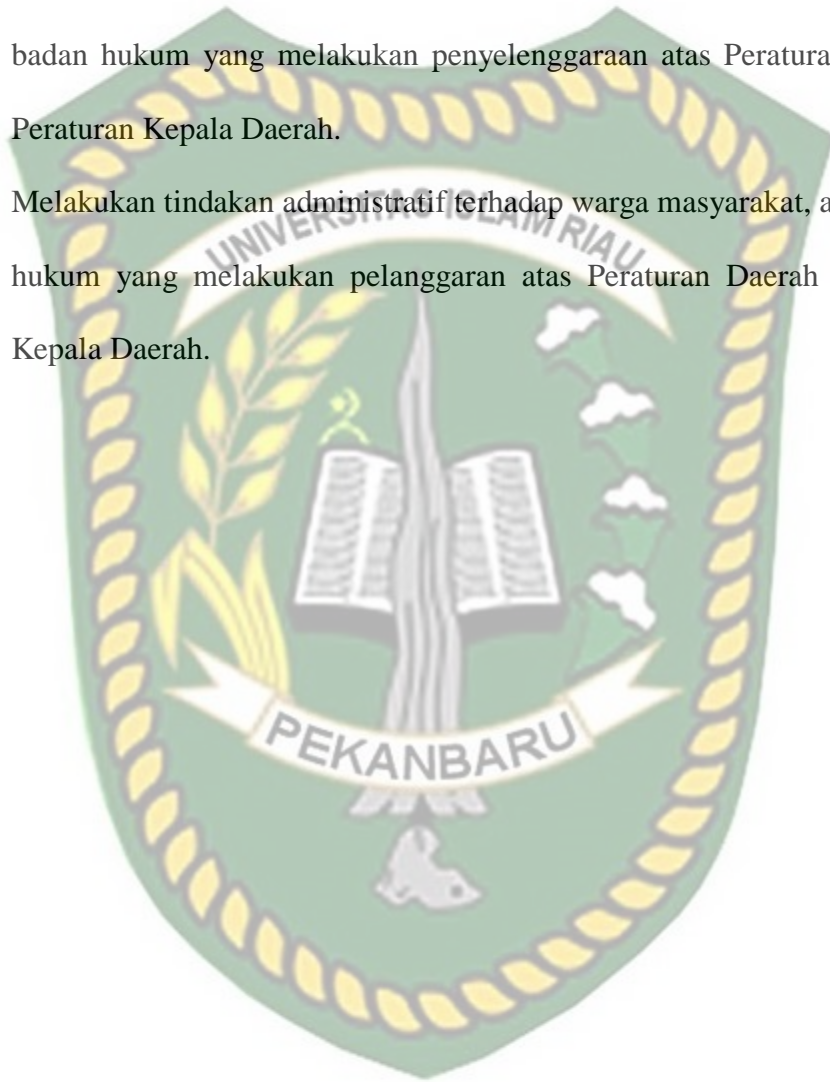 badan hukum yang melakukan penyelenggaraan atas Peratura
Peraturan Kepala Daerah.
Melakukan tindakan administratif terhadap warga masyarakat, a
UNIVERSITAS ISLAM RIAU
hukum yang melakukan pelanggaran atas Peraturan Daerah
Kepala Daerah.
PEKANBARU